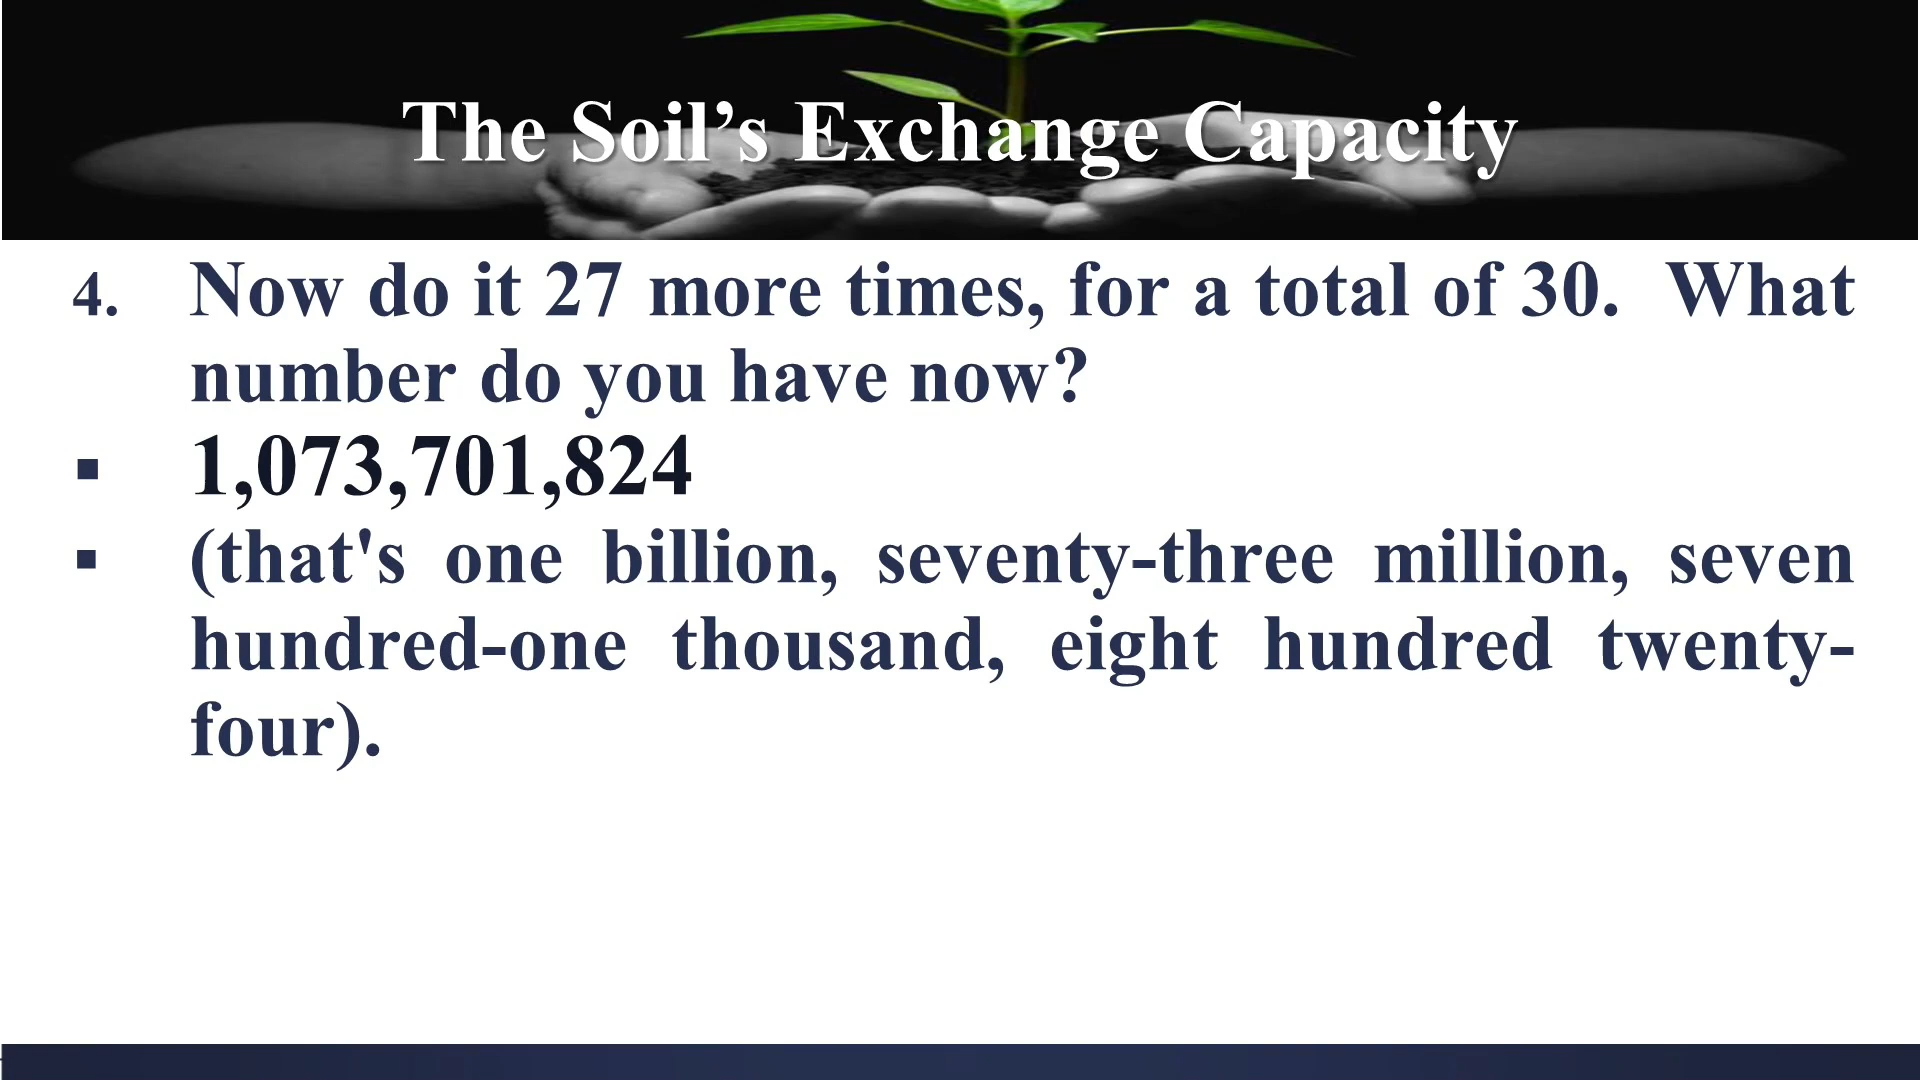 The Soil’s Exchange Capacity
4. Now do it 27 more times, for a total of 30. What
number do you have now?
▪ 1,073,701,824
▪ (that's one billion, seventy-three million, seven
hundred-one thousand, eight hundred twenty-
four).